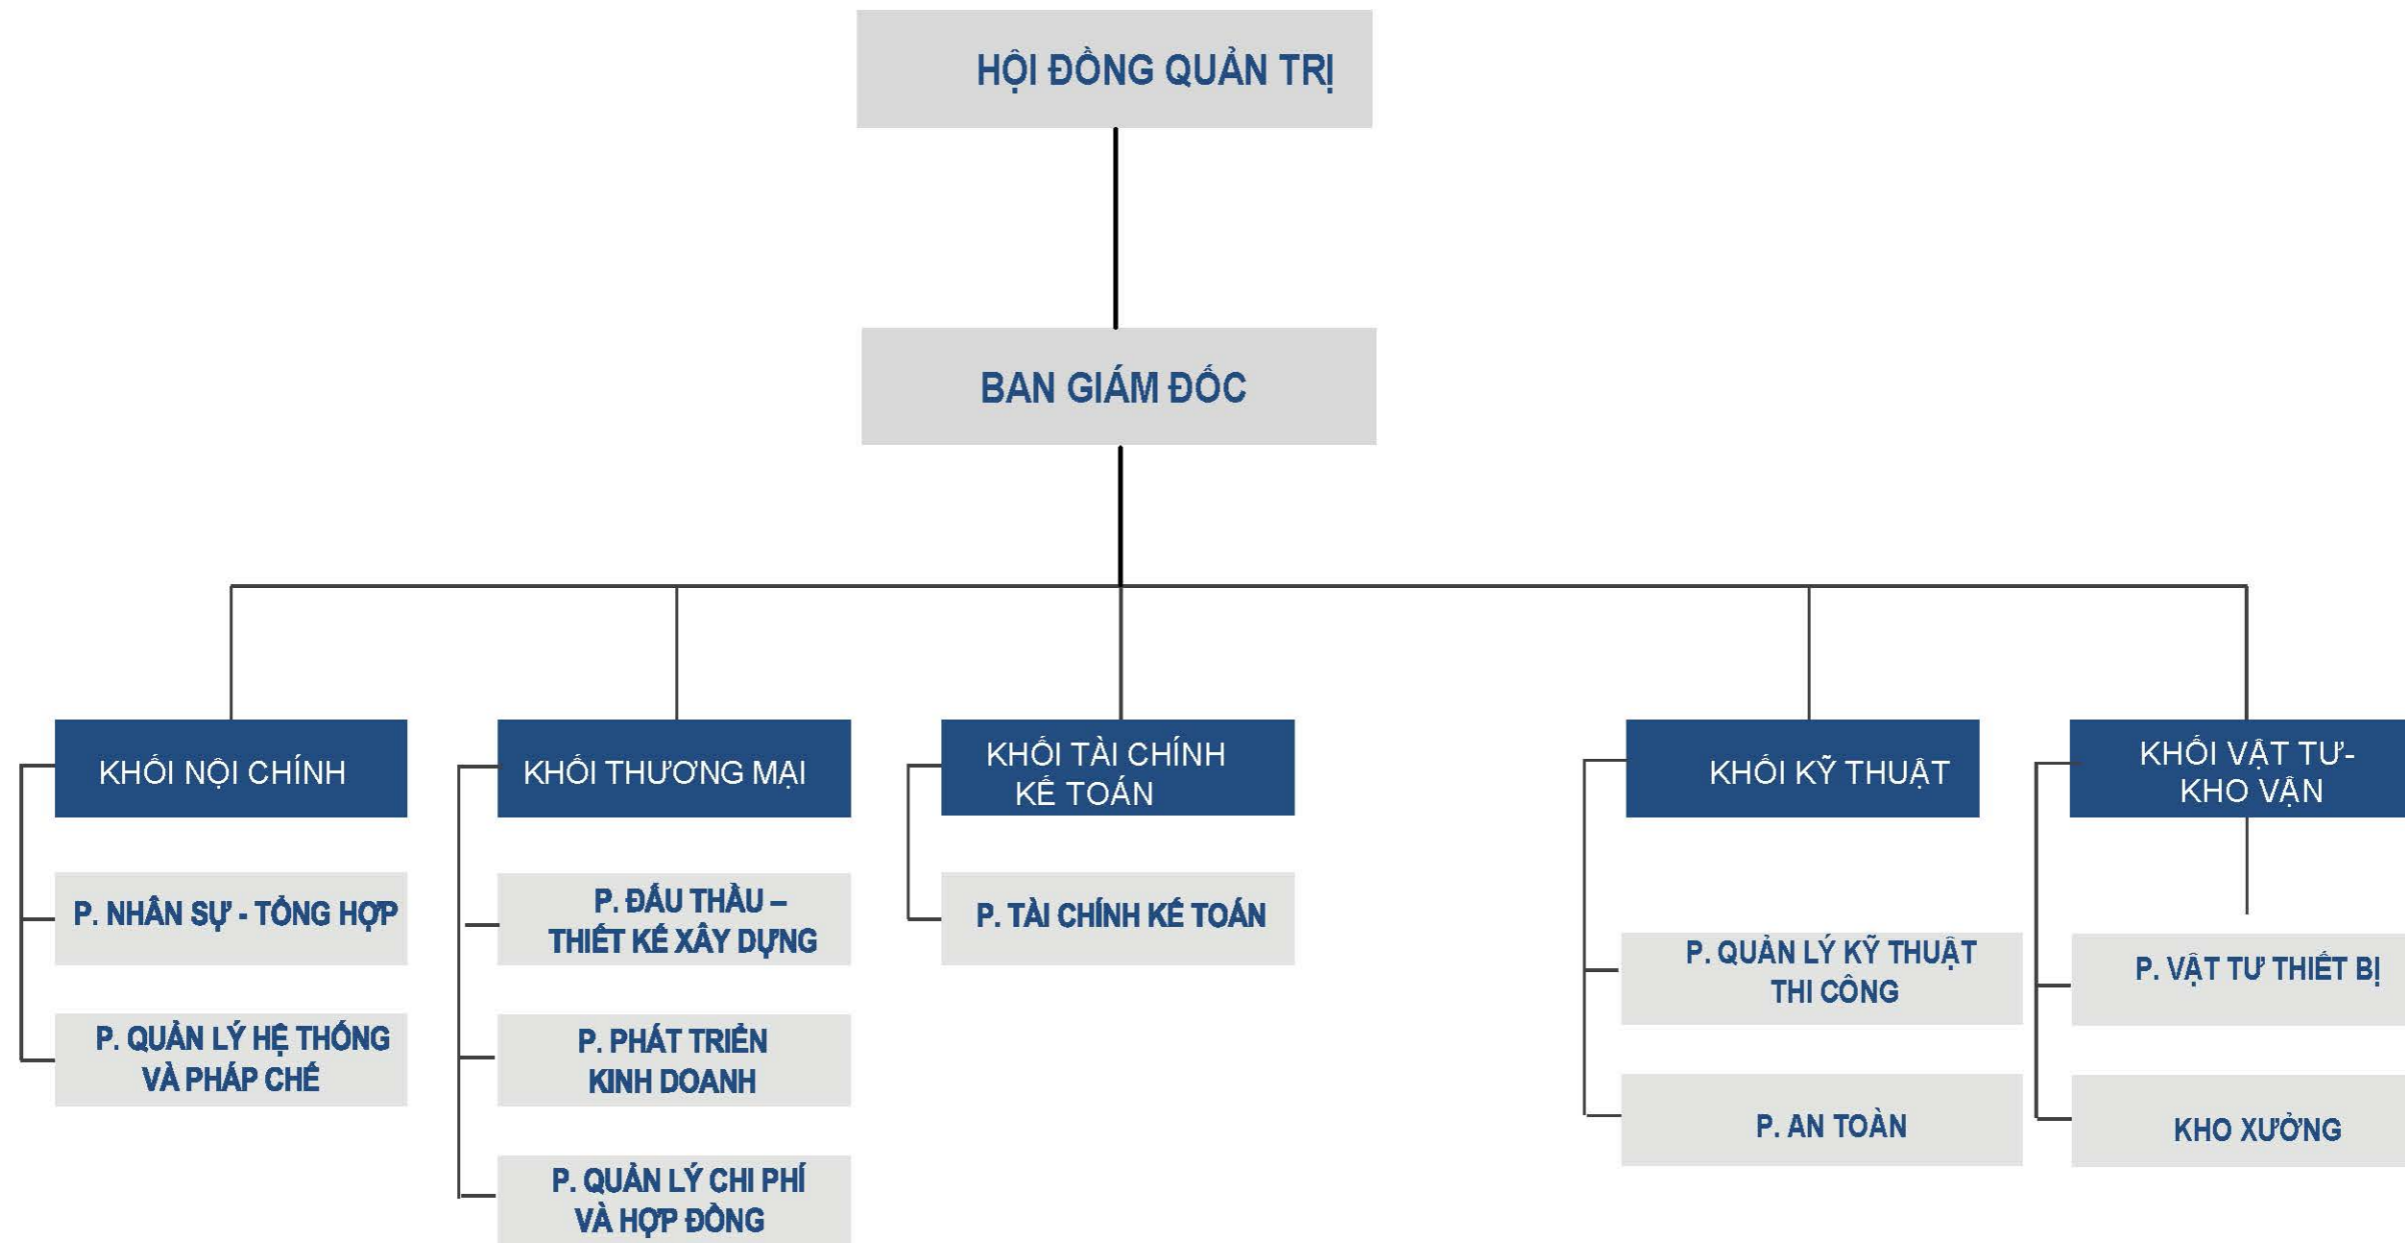 HỘI ĐỒNG QUẢN TRỊ
BAN GIÁM ĐỐC
KHỐI NỘI CHÍNH
P. NHÂN SỰ - TỔNG HỢP
P. QUẢN LÝ HỆ THỐNG
VÀ PHÁP CHẾ
KHỐI THƯƠNG MẠI
P. ĐẤU THẦU –
THIẾT KẾ XÂY DỰNG
P. PHÁT TRIỂN
KINH DOANH
P. QUẢN LÝ CHI PHÍ
VÀ HỢP ĐỒNG
KHỐI TÀI CHÍNH
KẾ TOÁN
P. TÀI CHÍNH KẾ TOÁN
KHỐI KỸ THUẬT
P. QUẢN LÝ KỸ THUẬT
THI CÔNG
P. AN TOÀN
KHỐI VẬT TƯ-
KHO VẬN
P. VẬT TƯ THIẾT BỊ
KHO XƯỞNG